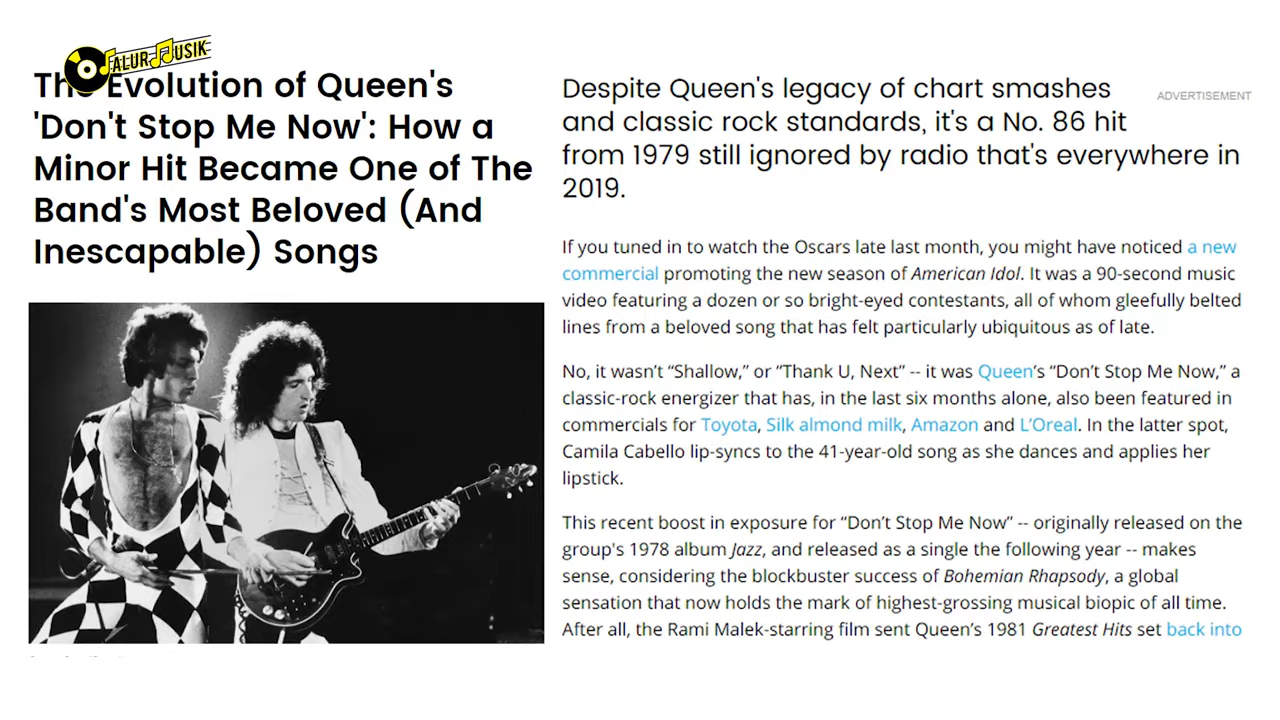 ALUR MUSIK
The Evolution of Queen's
'Don't Stop Me Now': How a
Minor Hit Became One of The
Band's Most Beloved (And
Inescapable) Songs
Despite Queen's legacy of chart smashes
and classic rock standards, it's a No. 86 hit
from 1979 still ignored by radio that's everywhere in
2019.
ADVERTISEMENT
If you tuned in to watch the Oscars late last month, you might have noticed a new
commercial promoting the new season of American Idol. It was a 90-second music
video featuring a dozen or so bright-eyed contestants, all of whom gleefully belted
lines from a beloved song that has felt particularly ubiquitous as of late.
No, it wasn’t “Shallow,” or “Thank U, Next” -- it was Queen’s “Don’t Stop Me Now,” a
classic-rock energizer that has, in the last six months alone, also been featured in
commercials for Toyota, Silk almond milk, Amazon and L’Oreal. In the latter spot,
Camila Cabello lip-syncs to the 41-year-old song as she dances and applies her
lipstick.
This recent boost in exposure for “Don’t Stop Me Now” -- originally released on the
group's 1978 album Jazz, and released as a single the following year -- makes
sense, considering the blockbuster success of Bohemian Rhapsody, a global
sensation that now holds the mark of highest-grossing musical biopic of all time.
After all, the Rami Malek-starring film sent Queen’s 1981 Greatest Hits set back into